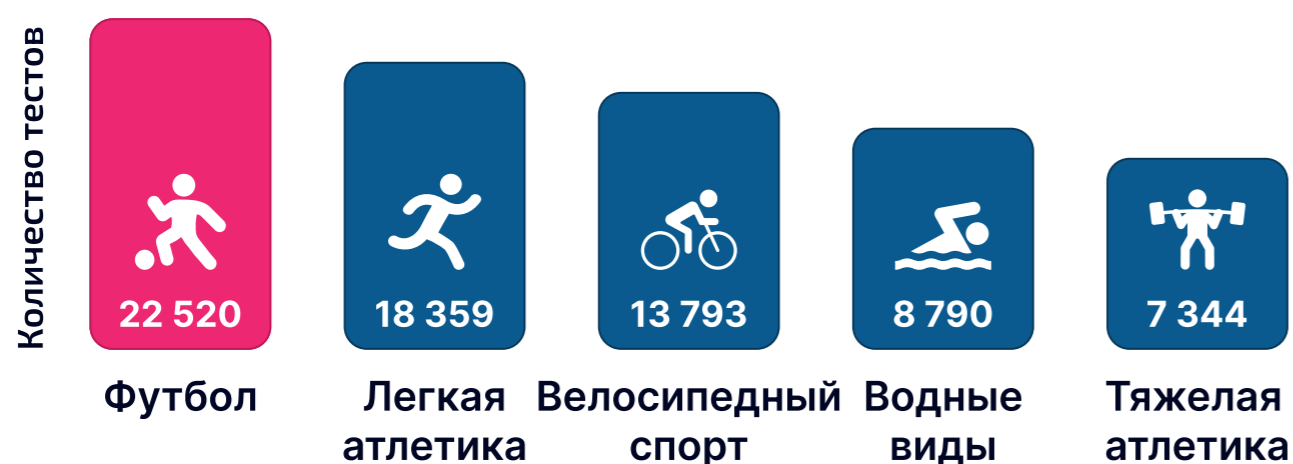 Количество тестов
22 520
18 359
13 793
8 790
7 344
Футбол
Легкая
атлетика
Велосипедный
спорт
Водные
виды
Тяжелая
атлетика